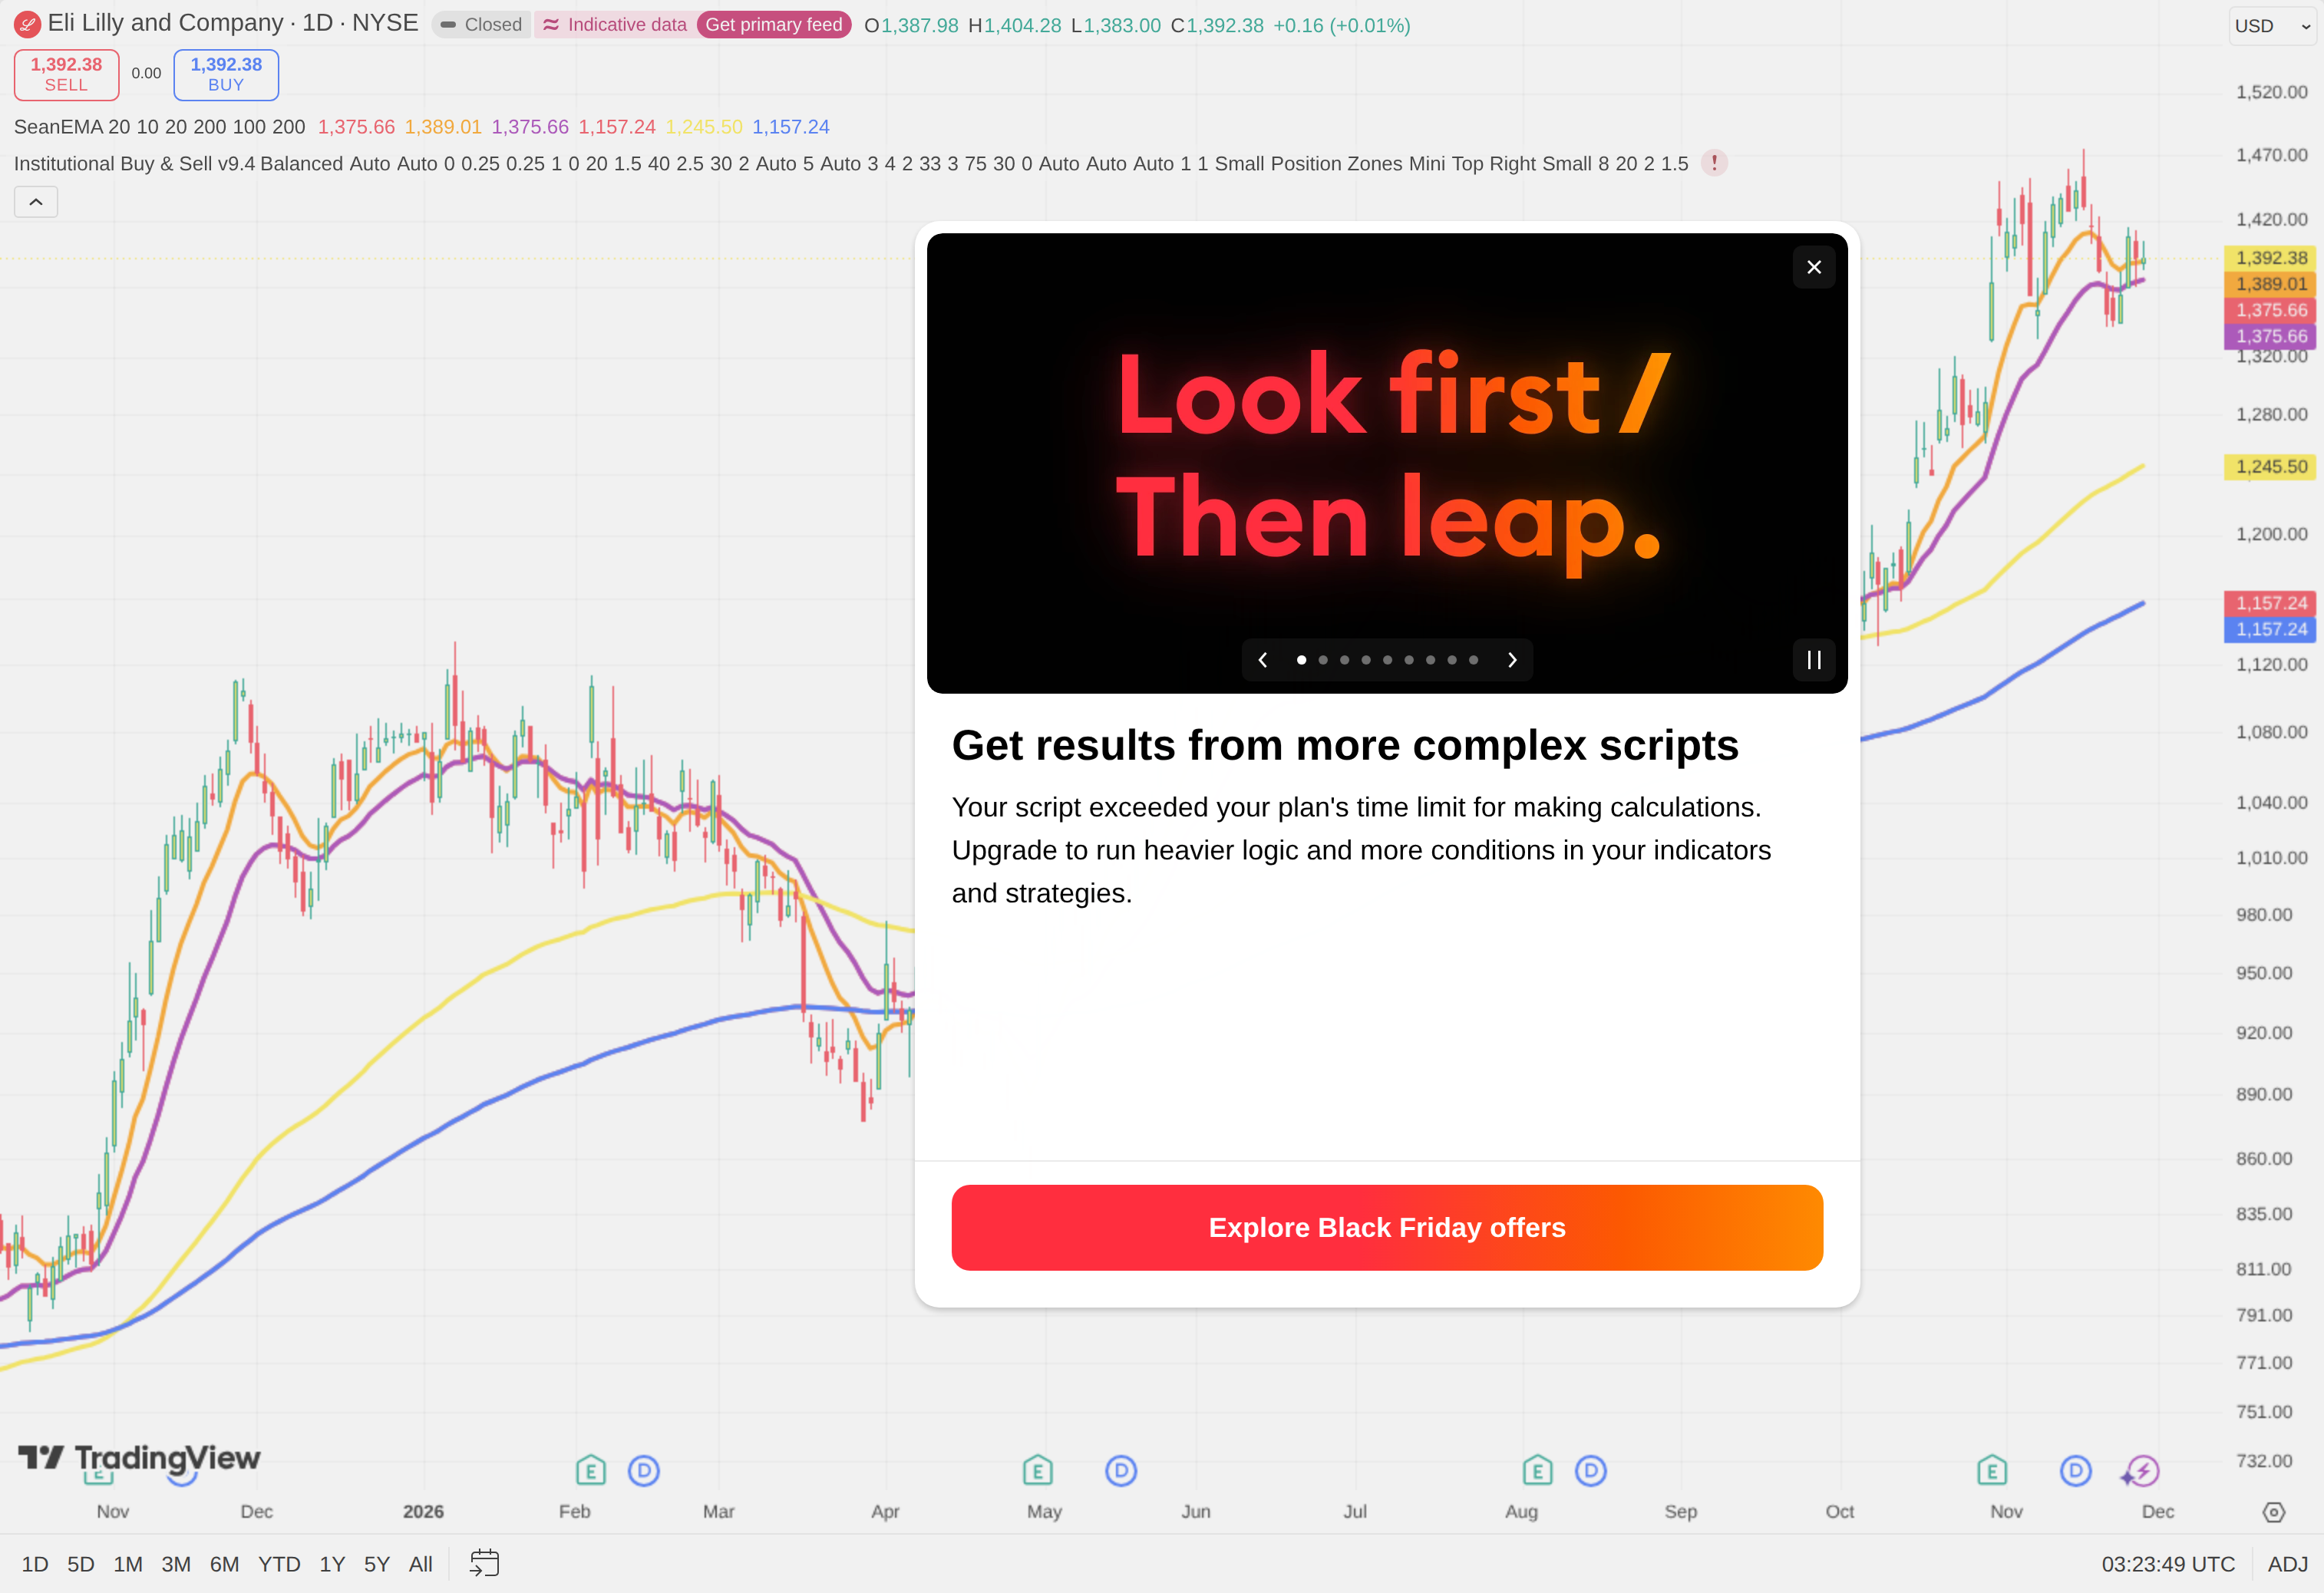 Eli Lilly and Company · 1D · NYSE Closed Indicative data Get primary feed O1,387.98 H1,404.28 L1,383.00 C1,392.38 +0.16 (+0.01%)
USD
1,392.38 0.00 1,392.38
SELL BUY
SeanEMA 20 10 20 200 100 200 1,375.66 1,389.01 1,375.66 1,157.24 1,245.50 1,157.24
Institutional Buy & Sell v9.4 Balanced Auto Auto 0 0.25 0.25 1 0 20 1.5 40 2.5 30 2 Auto 5 Auto 3 4 2 33 3 75 30 0 Auto Auto Auto 1 1 Small Position Zones Mini Top Right Small 8 20 2 1.5 !
Look first /
Then leap.
Get results from more complex scripts
Your script exceeded your plan's time limit for making calculations.
Upgrade to run heavier logic and more conditions in your indicators
and strategies.
Explore Black Friday offers
1,520.00
1,470.00
1,420.00
1,392.38
1,389.01
1,375.66
1,375.66
1,320.00
1,280.00
1,245.50
1,200.00
1,157.24
1,157.24
1,120.00
1,080.00
1,040.00
1,010.00
980.00
950.00
920.00
890.00
860.00
835.00
811.00
791.00
771.00
751.00
732.00
TradingView
E E D E D E D E D
Nov Dec 2026 Feb Mar Apr May Jun Jul Aug Sep Oct Nov Dec
1D 5D 1M 3M 6M YTD 1Y 5Y All
03:23:49 UTC ADJ